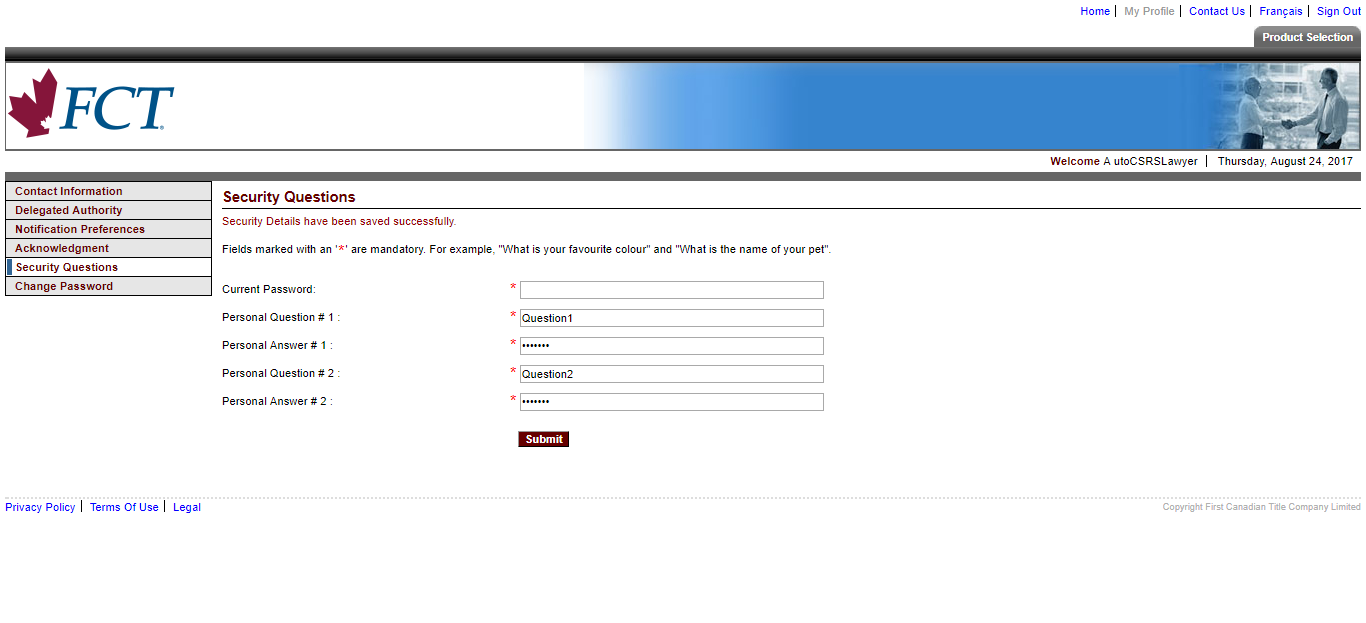 Home | My Profile | Contact Us | Français | Sign Out
Product Selection
FCT
Welcome A utoCSRSLawyer | Thursday, August 24, 2017
Contact Information
Delegated Authority
Notification Preferences
Acknowledgment
Security Questions
Change Password
Security Questions
Security Details have been saved successfully.
Fields marked with an '*' are mandatory. For example, "What is your favourite colour" and "What is the name of your pet".
Current Password: *
Personal Question # 1 : * Question1
Personal Answer # 1 : * •••••••
Personal Question # 2 : * Question2
Personal Answer # 2 : * •••••••
Submit
Privacy Policy | Terms Of Use | Legal
Copyright First Canadian Title Company Limited